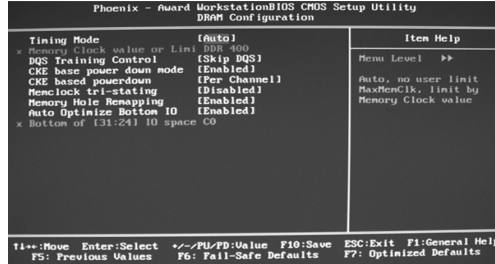 Phoenix - Award WorkstationBIOS CMOS Setup Utility
DRAM Configuration
Timing Mode [Auto]
x Memory Clock value or Limi DDR 400
DQS Training Control [Skip DQS]
CKE base power down mode [Enabled]
CKE based powerdown [Per Channel]
Memclock tri-stating [Disabled]
Memory Hole Remapping [Enabled]
Auto Optimize Bottom IO [Enabled]
x Bottom of [31:24] IO space C0
Item Help
Menu Level ▶▶
Auto, no user limit
MaxMemClk, limit by
Memory Clock value
↑↓→←:Move Enter:Select +/-/PU/PD:Value F10:Save ESC:Exit F1:General Help
F5: Previous Values F6: Fail-Safe Defaults F7: Optimized Defaults